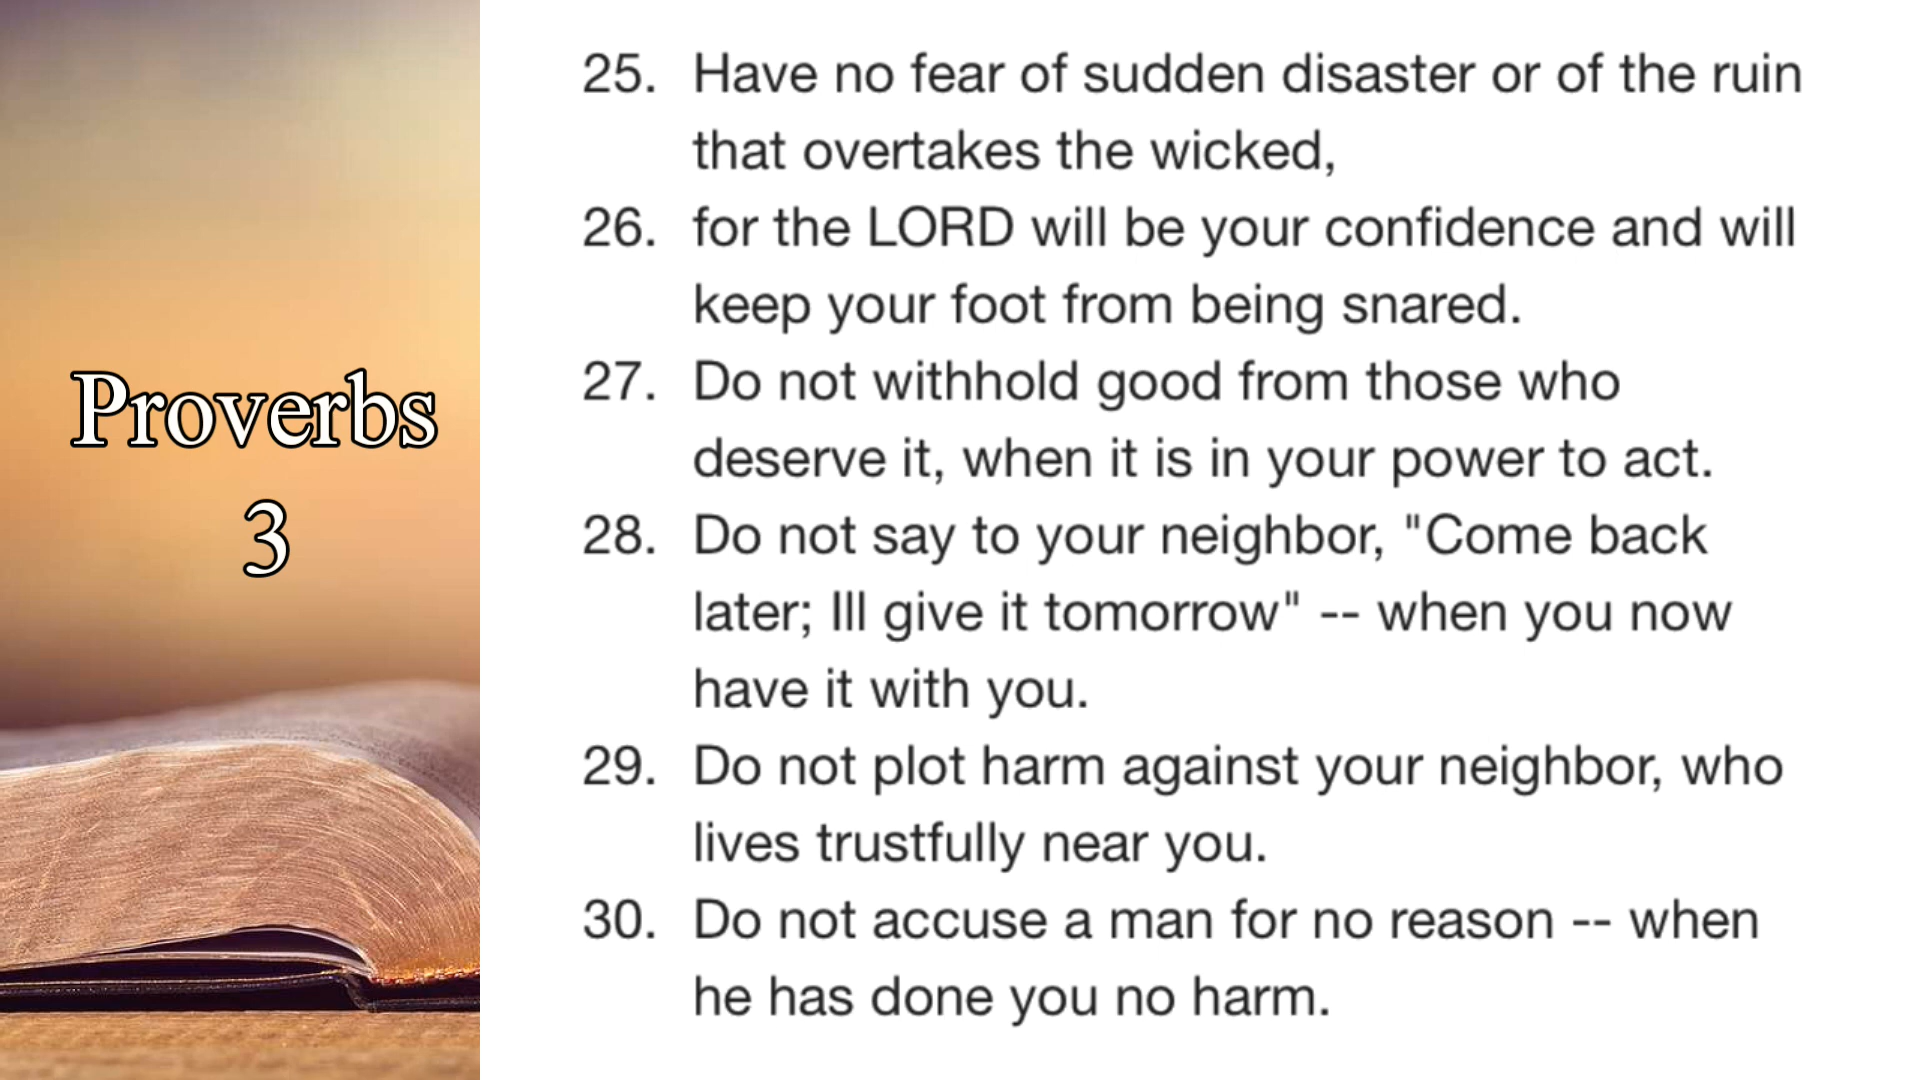 Proverbs
3
25. Have no fear of sudden disaster or of the ruin
that overtakes the wicked,
26. for the LORD will be your confidence and will
keep your foot from being snared.
27. Do not withhold good from those who
deserve it, when it is in your power to act.
28. Do not say to your neighbor, "Come back
later; Ill give it tomorrow" -- when you now
have it with you.
29. Do not plot harm against your neighbor, who
lives trustfully near you.
30. Do not accuse a man for no reason -- when
he has done you no harm.